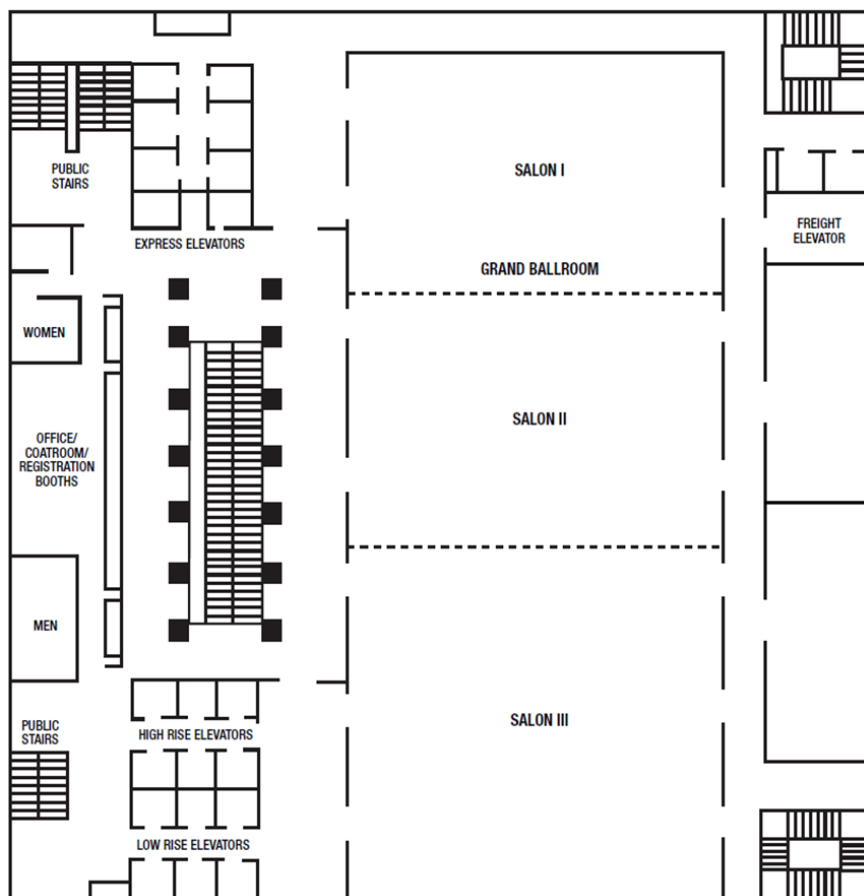 PUBLIC
STAIRS
SALON I
FREIGHT
ELEVATOR
EXPRESS ELEVATORS
GRAND BALLROOM
WOMEN
SALON II
OFFICE/
COATROOM/
REGISTRATION
BOOTHS
MEN
SALON III
PUBLIC
STAIRS
HIGH RISE ELEVATORS
LOW RISE ELEVATORS